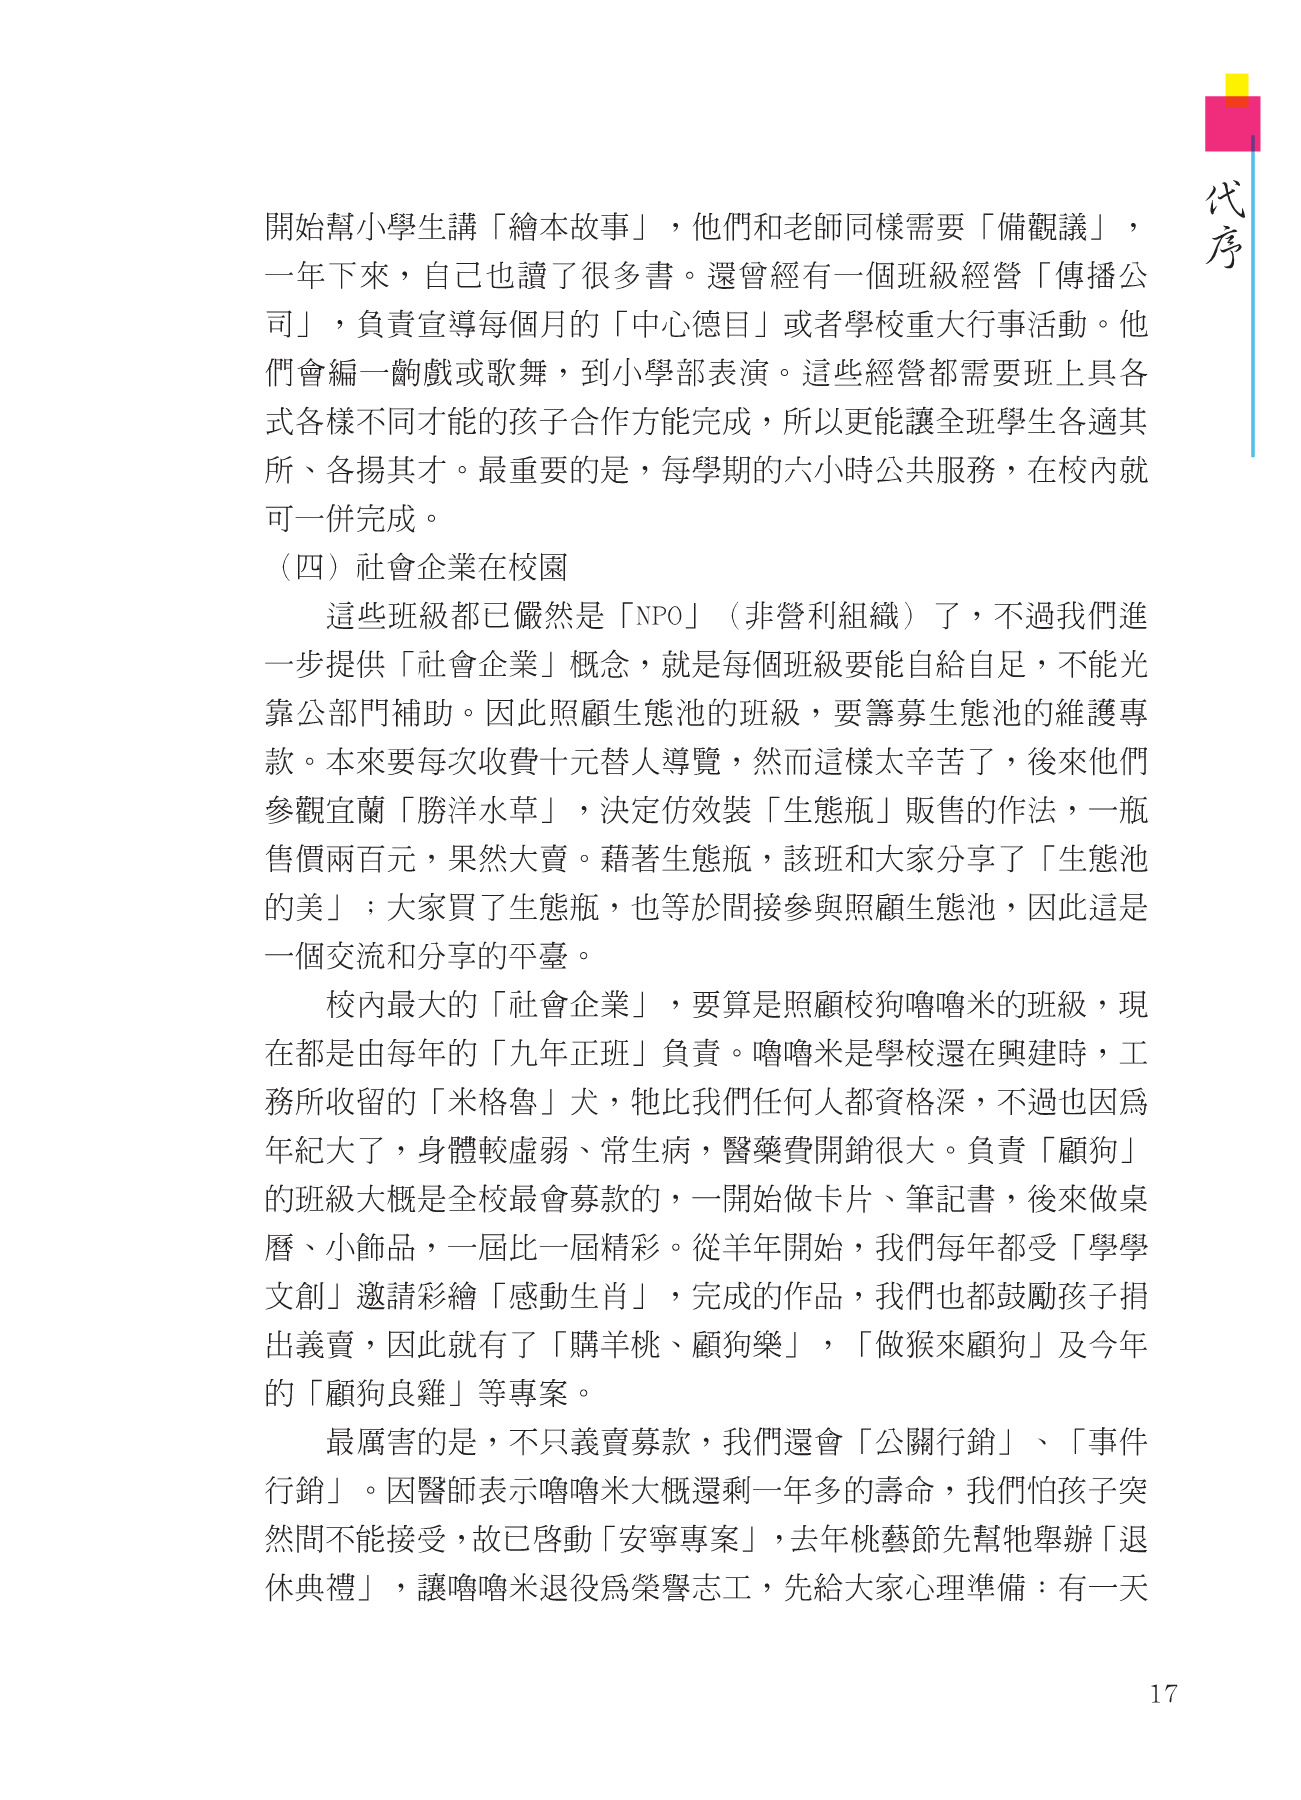 代序
開始幫小學生講「繪本故事」，他們和老師同樣需要「備觀議」，
一年下來，自己也讀了很多書。還曾經有一個班級經營「傳播公
司」，負責宣導每個月的「中心德目」或者學校重大行事活動。他
們會編一齣戲或歌舞，到小學部表演。這些經營都需要班上具各
式各樣不同才能的孩子合作方能完成，所以更能讓全班學生各適其
所、各揚其才。最重要的是，每學期的六小時公共服務，在校內就
可一併完成。
（四）社會企業在校園
這些班級都已儼然是「NPO」（非營利組織）了，不過我們進
一步提供「社會企業」概念，就是每個班級要能自給自足，不能光
靠公部門補助。因此照顧生態池的班級，要籌募生態池的維護專
款。本來要每次收費十元替人導覽，然而這樣太辛苦了，後來他們
參觀宜蘭「勝洋水草」，決定仿效裝「生態瓶」販售的作法，一瓶
售價兩百元，果然大賣。藉著生態瓶，該班和大家分享了「生態池
的美」；大家買了生態瓶，也等於間接參與照顧生態池，因此這是
一個交流和分享的平臺。
校內最大的「社會企業」，要算是照顧校狗嚕嚕米的班級，現
在都是由每年的「九年正班」負責。嚕嚕米是學校還在興建時，工
務所收留的「米格魯」犬，牠比我們任何人都資格深，不過也因爲
年紀大了，身體較虛弱、常生病，醫藥費開銷很大。負責「顧狗」
的班級大概是全校最會募款的，一開始做卡片、筆記書，後來做桌
曆、小飾品，一屆比一屆精彩。從羊年開始，我們每年都受「學學
文創」邀請彩繪「感動生肖」，完成的作品，我們也都鼓勵孩子捐
出義賣，因此就有了「購羊桃、顧狗樂」，「做猴來顧狗」及今年
的「顧狗良雞」等專案。
最厲害的是，不只義賣募款，我們還會「公關行銷」、「事件
行銷」。因醫師表示嚕嚕米大概還剩一年多的壽命，我們怕孩子突
然間不能接受，故已啓動「安寧專案」，去年桃藝節先幫牠舉辦「退
休典禮」，讓嚕嚕米退役爲榮譽志工，先給大家心理準備：有一天
17